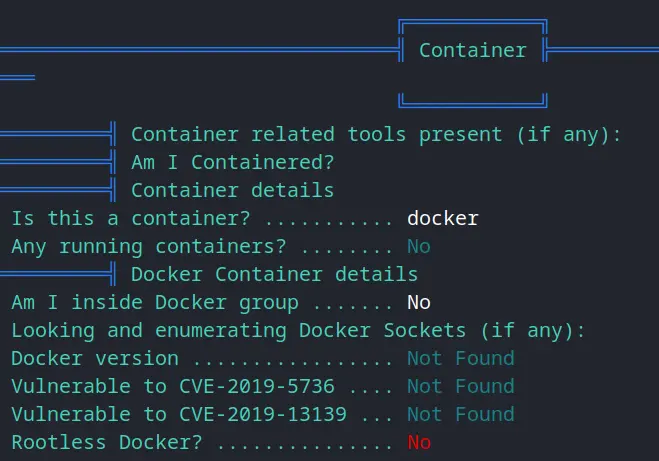 Container
Container related tools present (if any):
Am I Containered?
Container details
Is this a container? ........... docker
Any running containers? ........ No
Docker Container details
Am I inside Docker group ....... No
Looking and enumerating Docker Sockets (if any):
Docker version ................. Not Found
Vulnerable to CVE-2019-5736 .... Not Found
Vulnerable to CVE-2019-13139 ... Not Found
Rootless Docker? ............... No